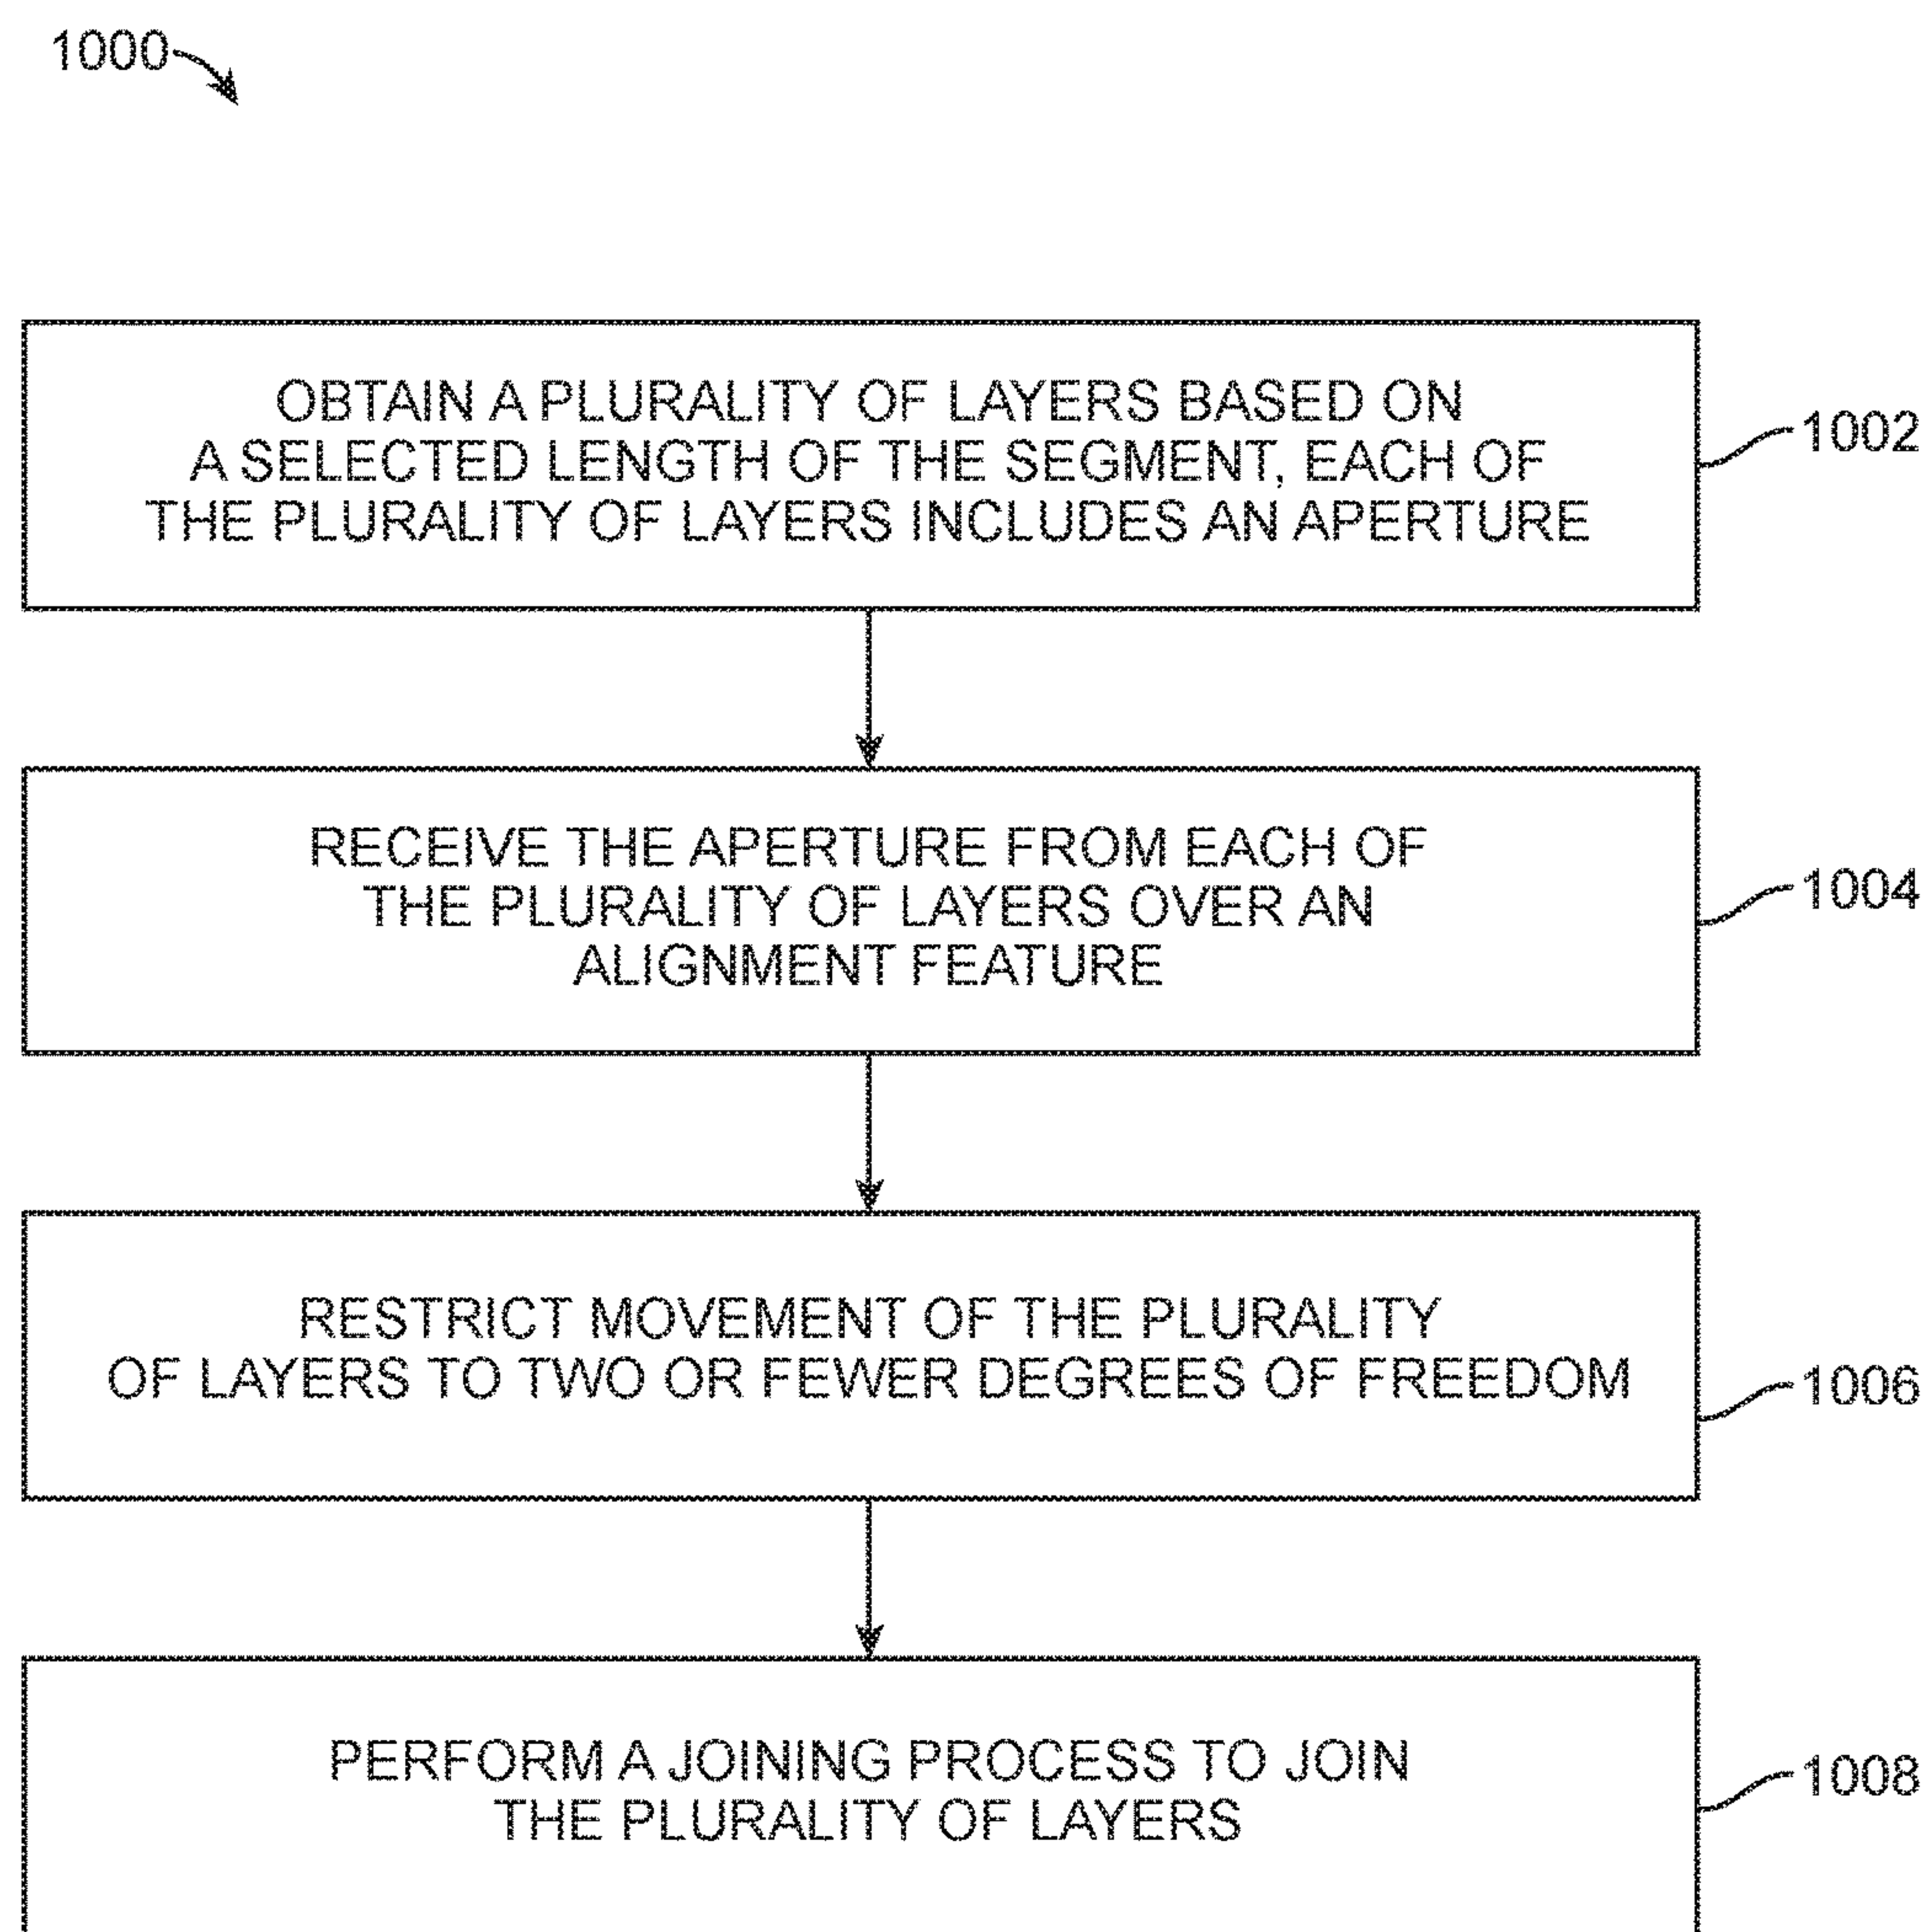 1000
OBTAIN A PLURALITY OF LAYERS BASED ON
A SELECTED LENGTH OF THE SEGMENT, EACH OF
THE PLURALITY OF LAYERS INCLUDES AN APERTURE
1002
RECEIVE THE APERTURE FROM EACH OF
THE PLURALITY OF LAYERS OVER AN
ALIGNMENT FEATURE
1004
RESTRICT MOVEMENT OF THE PLURALITY
OF LAYERS TO TWO OR FEWER DEGREES OF FREEDOM
1006
PERFORM A JOINING PROCESS TO JOIN
THE PLURALITY OF LAYERS
1008